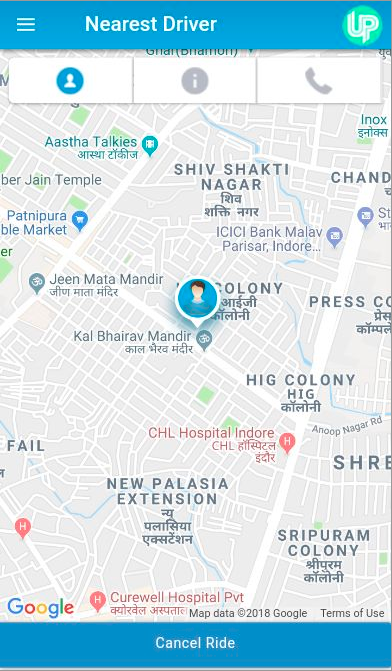 Nearest Driver
UP
Ghar(Bhamori)
Inox
इनोक्स
Aastha Talkies
आस्था टॉकीज
SHIV SHAKTI
NAGAR
शिव
शक्ति नगर
CHAND
ber Jain Temple
Patnipura
ble Market
St
ICICI Bank Malav
Parisar, Indore...
er
Jeen Mata Mandir
जीण माता मंदिर
COLONY
आईजी
कॉलोनी
PRESS CO
प्रेस
कॉम्पले
Kal Bhairav Mandir
काल भैरव मंदीर
HIG COLONY
HIG
कॉलोनी
Anoop Nagar Rd
CHL Hospital Indore
CHL हॉस्पिटल
इंदौर
FAIL
SHRE
NEW PALASIA
EXTENSION
न्यू
पलासिया
एक्सटेंशन
SRIPURAM
COLONY
श्रीपुरम
कॉलोनी
Curewell Hospital Pvt
क्योरवेल अस्पताल
Google
Map data ©2018 Google Terms of Use
Cancel Ride